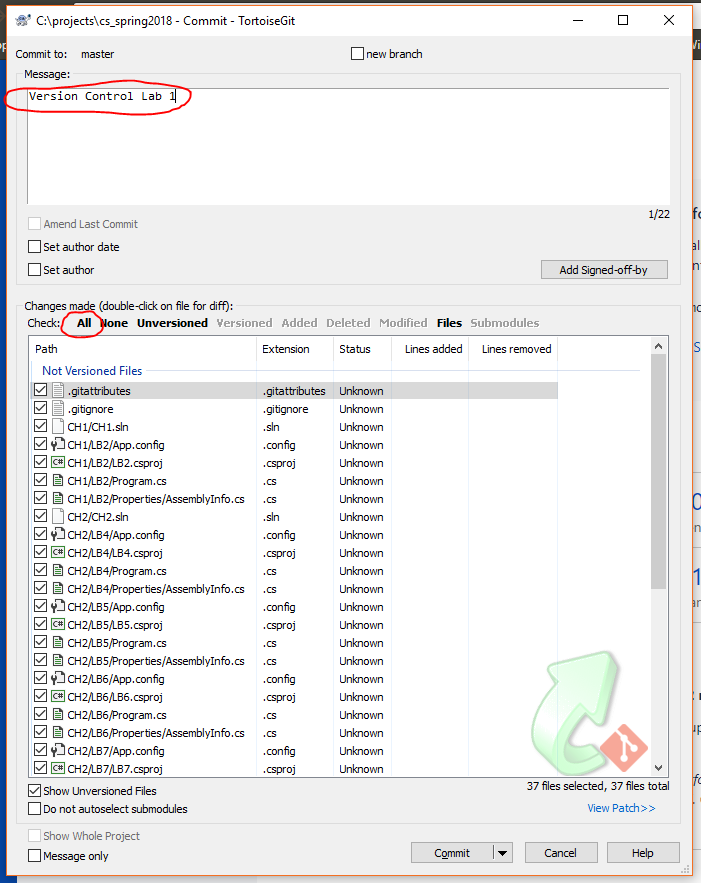 C:\projects\cs_spring2018 - Commit - TortoiseGit
Commit to: master new branch
Message:
Version Control Lab 1
1/22
Amend Last Commit
Set author date
Set author Add Signed-off-by
Changes made (double-click on file for diff):
Check: All None Unversioned Versioned Added Deleted Modified Files Submodules
Path Extension Status Lines added Lines removed
Not Versioned Files
.gitattributes .gitattributes Unknown
.gitignore .gitignore Unknown
CH1/CH1.sln .sln Unknown
CH1/LB2/App.config .config Unknown
C# CH1/LB2/LB2.csproj .csproj Unknown
CH1/LB2/Program.cs .cs Unknown
CH1/LB2/Properties/AssemblyInfo.cs .cs Unknown
CH2/CH2.sln .sln Unknown
CH2/LB4/App.config .config Unknown
C# CH2/LB4/LB4.csproj .csproj Unknown
CH2/LB4/Program.cs .cs Unknown
CH2/LB4/Properties/AssemblyInfo.cs .cs Unknown
CH2/LB5/App.config .config Unknown
C# CH2/LB5/LB5.csproj .csproj Unknown
CH2/LB5/Program.cs .cs Unknown
CH2/LB5/Properties/AssemblyInfo.cs .cs Unknown
CH2/LB6/App.config .config Unknown
C# CH2/LB6/LB6.csproj .csproj Unknown
CH2/LB6/Program.cs .cs Unknown
CH2/LB6/Properties/AssemblyInfo.cs .cs Unknown
CH2/LB7/App.config .config Unknown
C# CH2/LB7/LB7.csproj .csproj Unknown
Show Unversioned Files 37 files selected, 37 files total
Do not autoselect submodules View Patch>>
Show Whole Project
Message only Commit Cancel Help